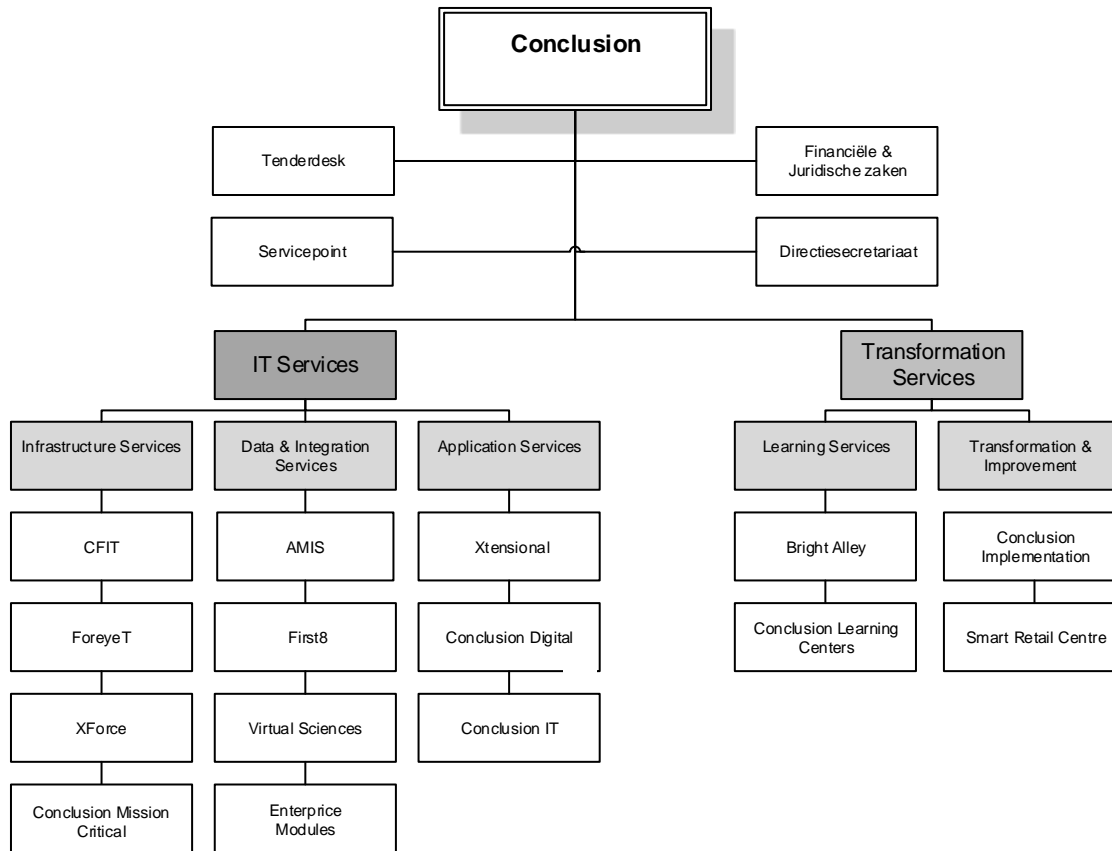 Conclusion
Tenderdesk
Financiële &
Juridische zaken
Servicepoint
Directiesecretariaat
IT Services
Transformation
Services
Infrastructure Services
Data & Integration
Services
Application Services
Learning Services
Transformation &
Improvement
CFIT
AMIS
Xtensional
Bright Alley
Conclusion
Implementation
ForeyeT
First8
Conclusion Digital
Conclusion Learning
Centers
Smart Retail Centre
XForce
Virtual Sciences
Conclusion IT
Conclusion Mission
Critical
Enterprice
Modules